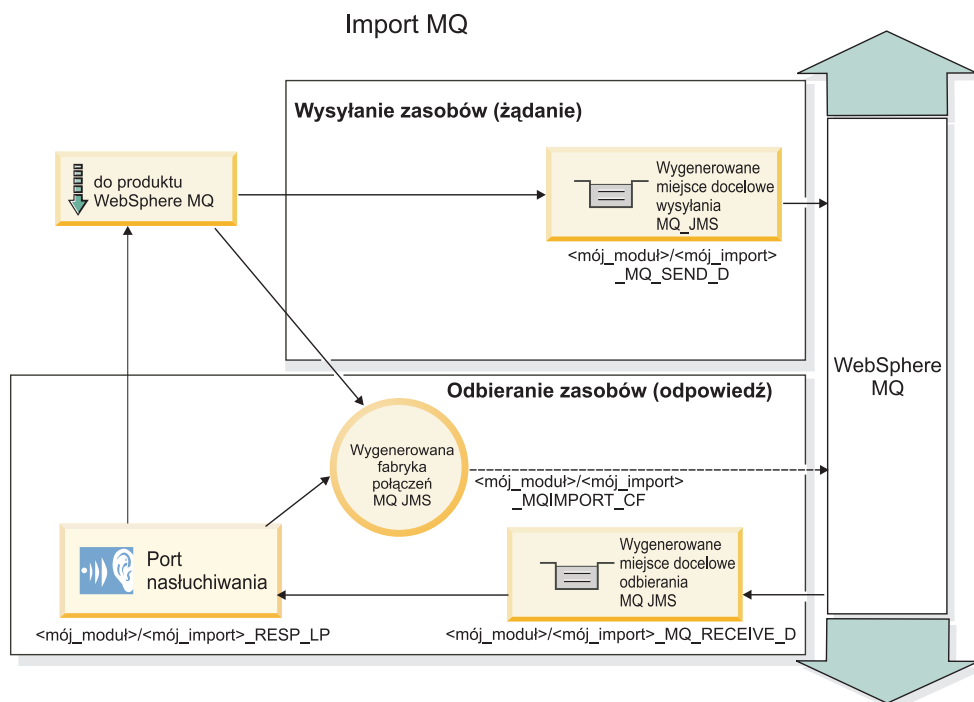 Import MQ
Wysyłanie zasobów (żądanie)
do produktu
WebSphere MQ
Wygenerowane
miejsce docelowe
wysyłania
MQ_JMS
<mój_moduł>/<mój_import>
_MQ_SEND_D
WebSphere
MQ
Odbieranie zasobów (odpowiedź)
Wygenerowana
fabryka
połączeń
MQ JMS
<mój_moduł>/<mój_import>
_MQIMPORT_CF
Port
nasłuchiwania
<mój_moduł>/<mój_import>_RESP_LP
Wygenerowane
miejsce docelowe
odbierania
MQ JMS
<mój_moduł>/<mój_import>_MQ_RECEIVE_D